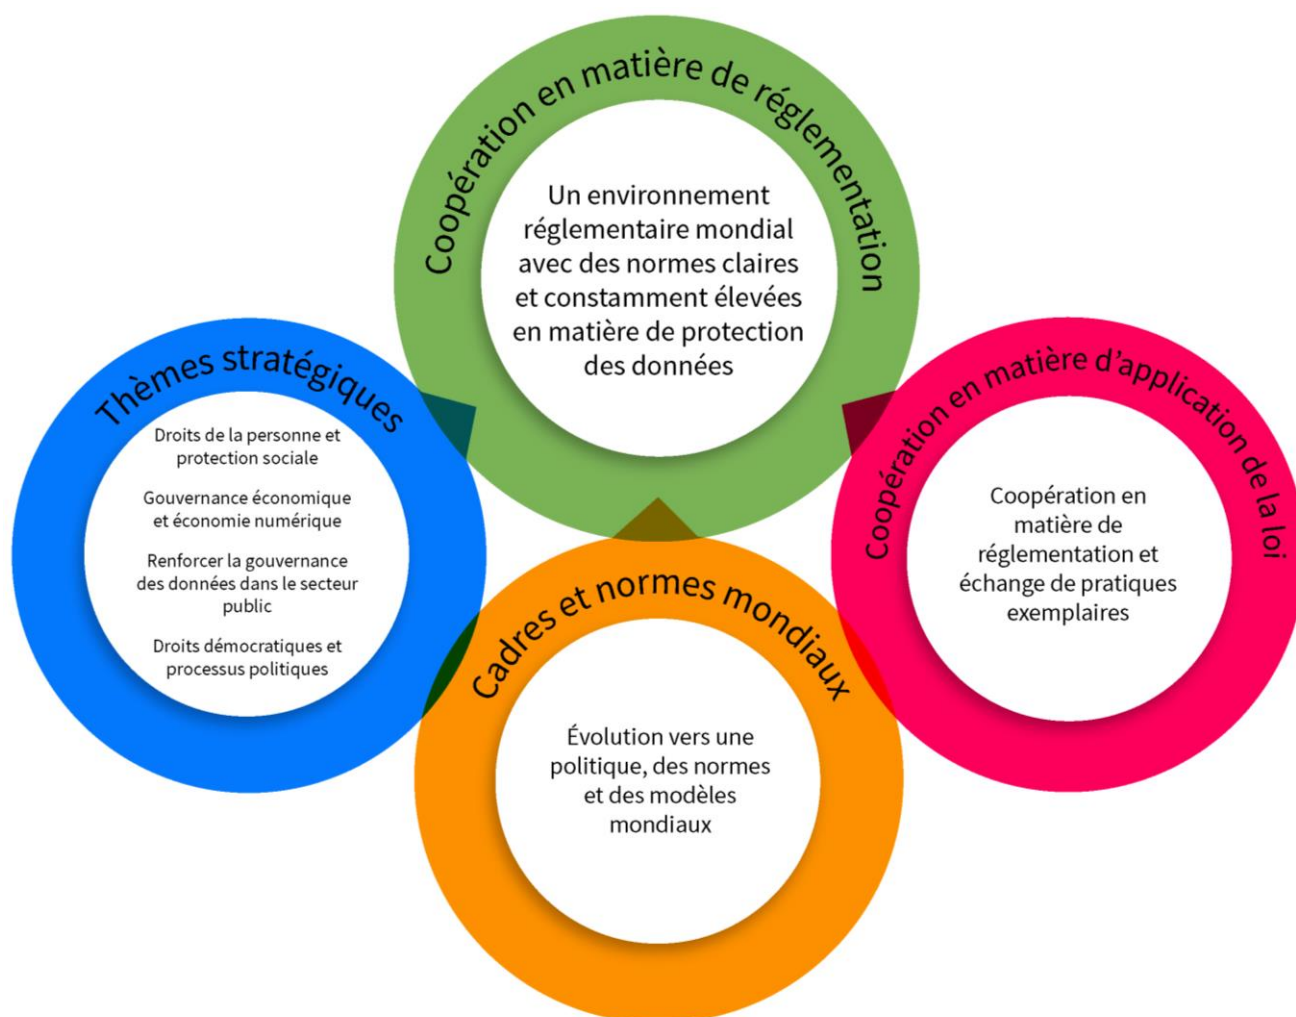 Coopération en matière de réglementation
Un environnement
réglementaire mondial
avec des normes claires
et constamment élevées
en matière de protection
des données
Thèmes stratégiques
Droits de la personne et
protection sociale
Gouvernance économique
et économie numérique
Renforcer la gouvernance
des données dans le secteur
public
Droits démocratiques et
processus politiques
Cadres et normes mondiaux
Évolution vers une
politique, des normes
et des modèles
mondiaux
Coopération en matière d’application de la loi
Coopération en
matière de
réglementation et
échange de pratiques
exemplaires